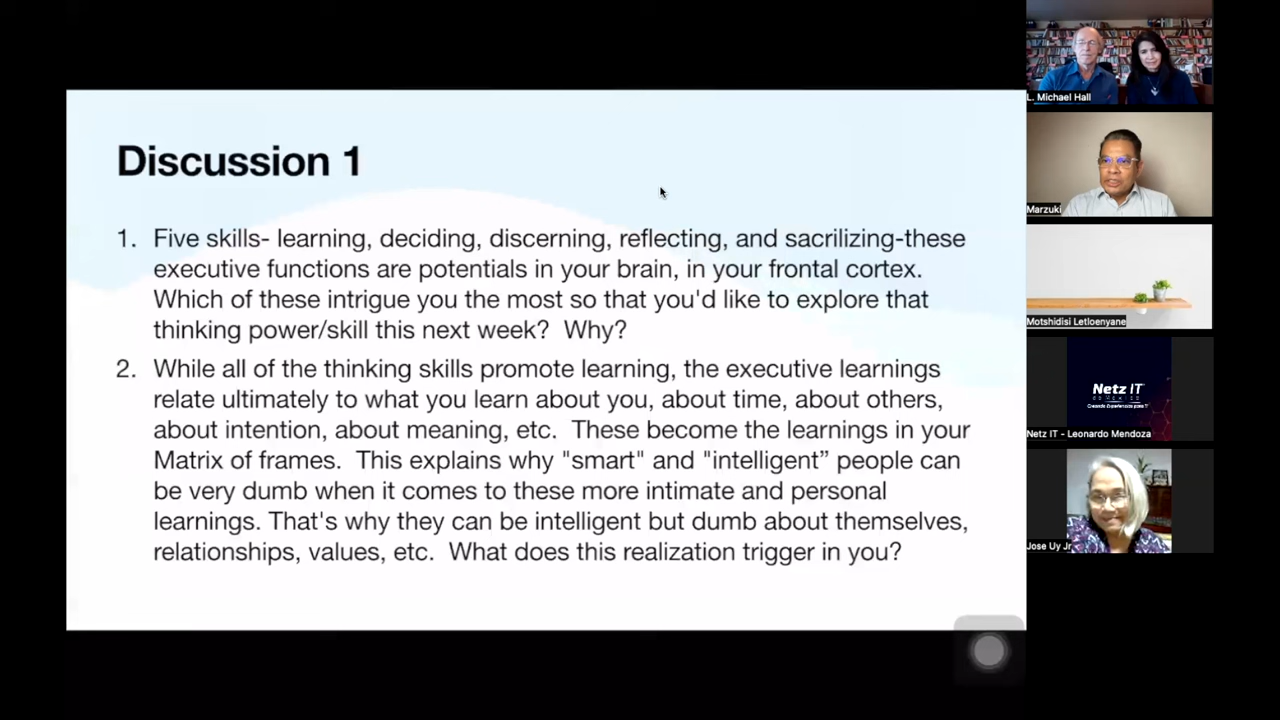 Discussion 1
1. Five skills- learning, deciding, discerning, reflecting, and sacrilizing-these
executive functions are potentials in your brain, in your frontal cortex.
Which of these intrigue you the most so that you'd like to explore that
thinking power/skill this next week? Why?
2. While all of the thinking skills promote learning, the executive learnings
relate ultimately to what you learn about you, about time, about others,
about intention, about meaning, etc. These become the learnings in your
Matrix of frames. This explains why "smart" and "intelligent” people can
be very dumb when it comes to these more intimate and personal
learnings. That's why they can be intelligent but dumb about themselves,
relationships, values, etc. What does this realization trigger in you?
L. Michael Hall
Marzuki
Motshidisi Letloenyane
Netz IT
Creando Experiencias para TI
Netz IT - Leonardo Mendoza
Jose Uy Jr